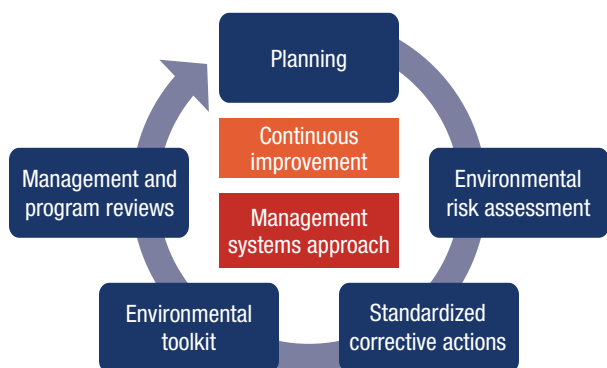 Planning
Continuous
improvement
Management
systems approach
Environmental
risk assessment
Standardized
corrective actions
Environmental
toolkit
Management and
program reviews